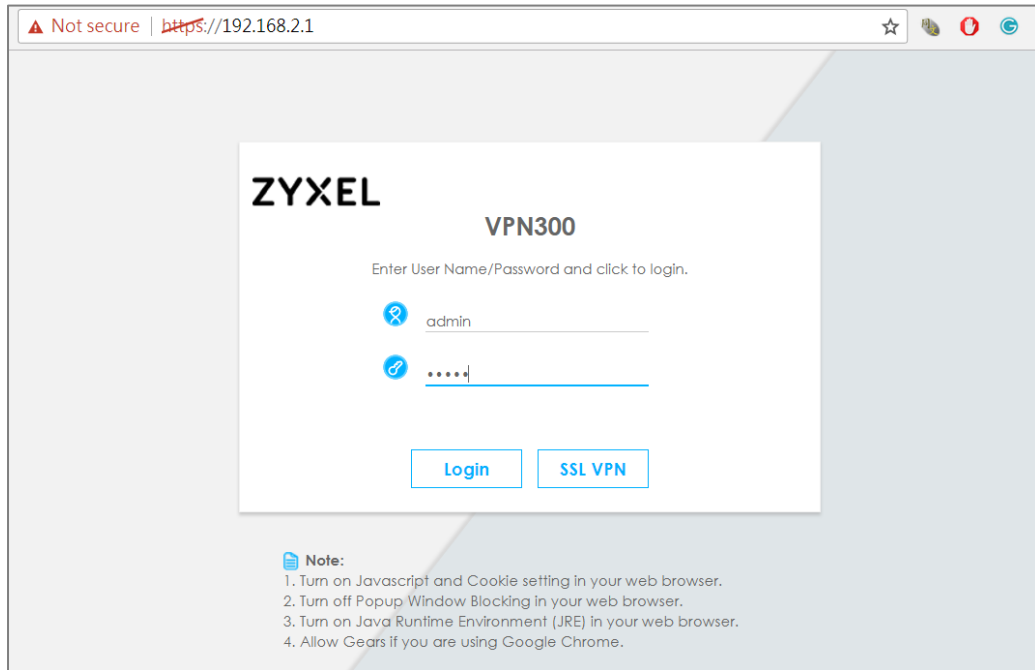 Not secure | https://192.168.2.1
ZYXEL
VPN300
Enter User Name/Password and click to login.
admin
•••••
Login
SSL VPN
Note:
1. Turn on Javascript and Cookie setting in your web browser.
2. Turn off Popup Window Blocking in your web browser.
3. Turn on Java Runtime Environment (JRE) in your web browser.
4. Allow Gears if you are using Google Chrome.